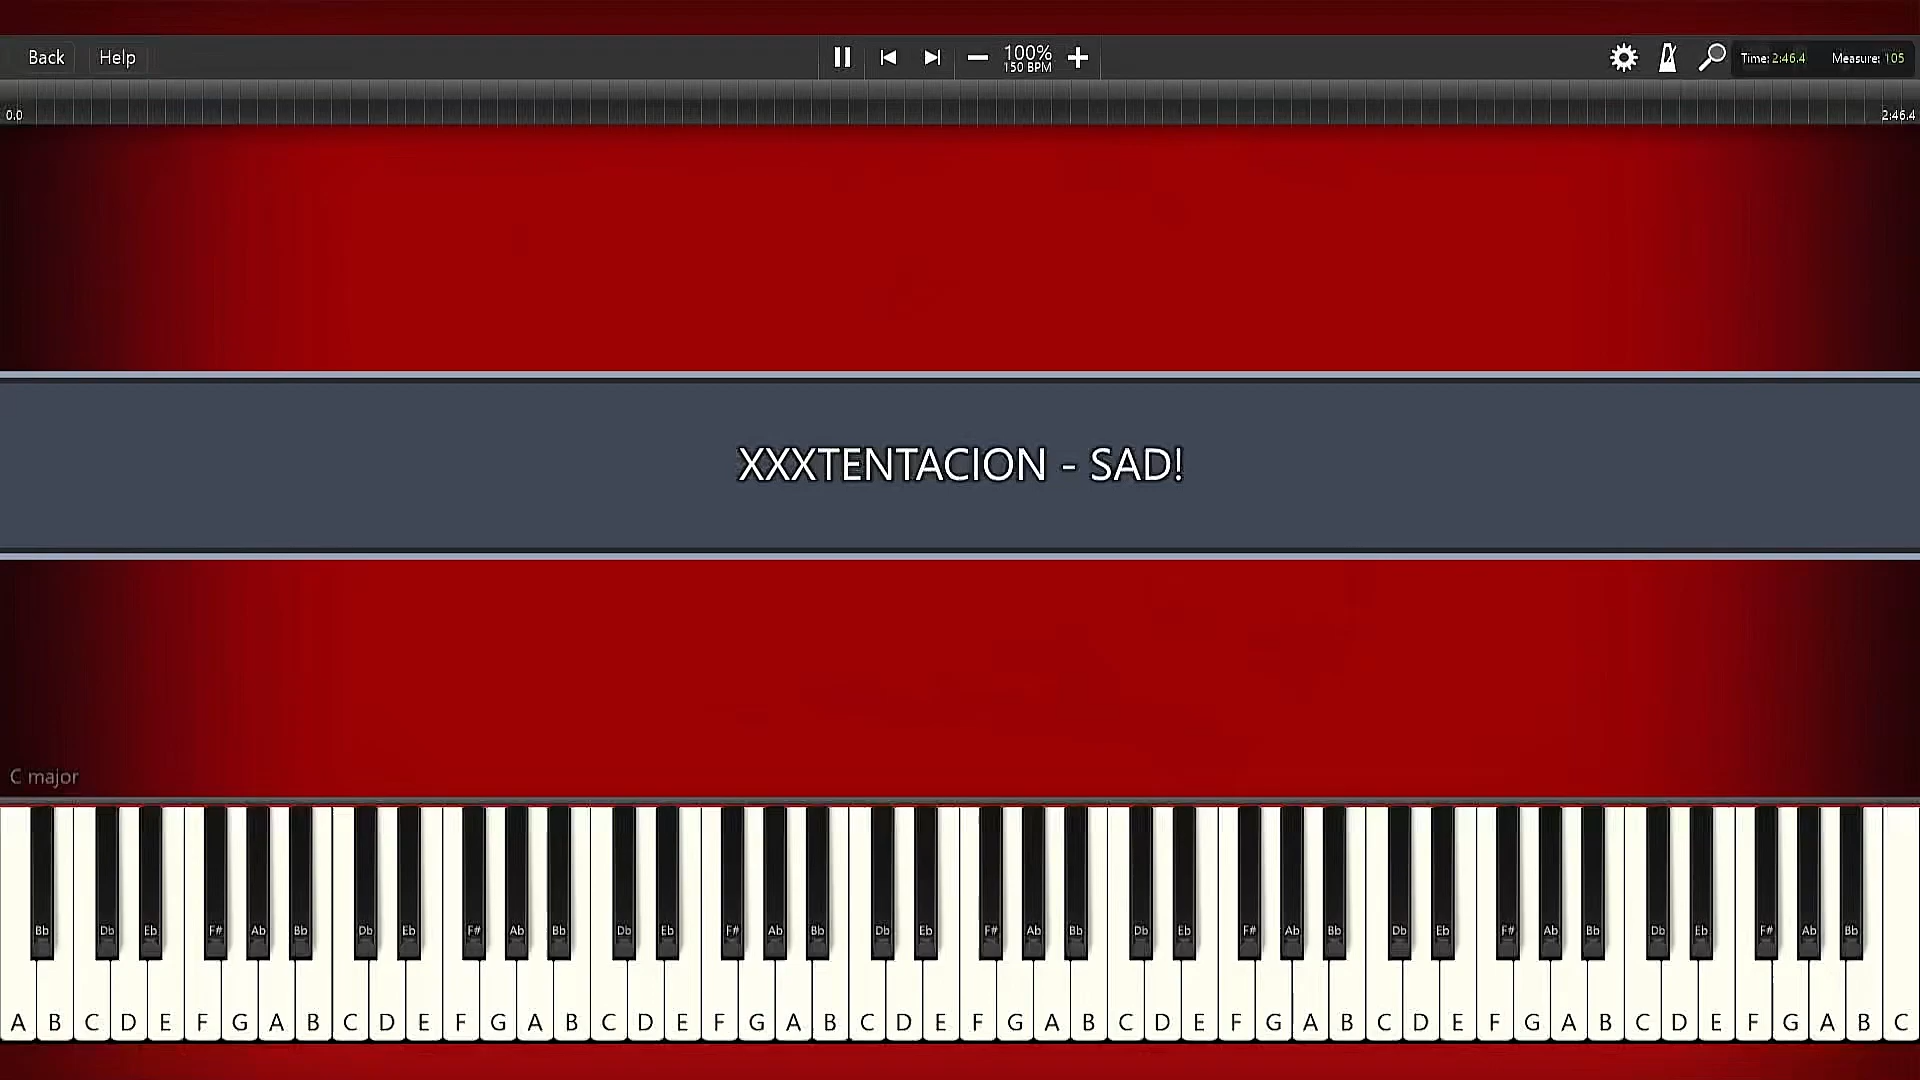 Back Help 100% 150 BPM Time: 2:46.4 Measure: 105
0.0 2:46.4
XXXTENTACION - SAD!
C major
Bb Db Eb F# Ab Bb Db Eb F# Ab Bb Db Eb F# Ab Bb Db Eb F# Ab Bb Db Eb F# Ab Bb Db Eb F# Ab Bb Db Eb F# Ab Bb
A B C D E F G A B C D E F G A B C D E F G A B C D E F G A B C D E F G A B C D E F G A B C D E F G A B C